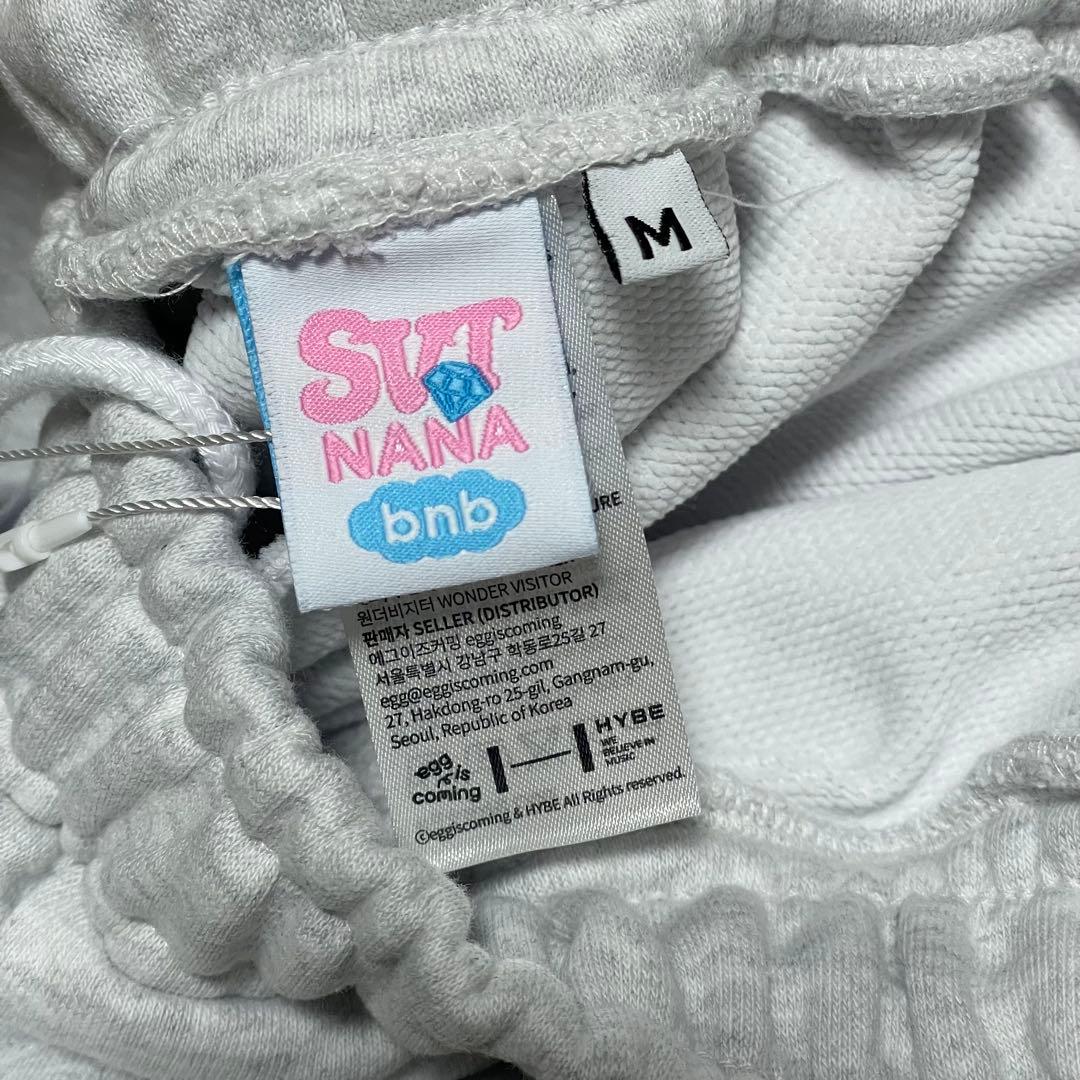 M
SVT
NANA
bnb
URE
원더비지터 WONDER VISITOR
판매자 SELLER (DISTRIBUTOR)
에그이즈커밍 eggiscoming
서울특별시 강남구 학동로25길 27
egg@eggiscoming.com
27, Hakdong-ro 25-gil, Gangnam-gu,
Seoul, Republic of Korea
egg is
coming
HYBE
WE
BELIEVE IN
MUSIC
ⓒeggiscoming & HYBE All Rights reserved.